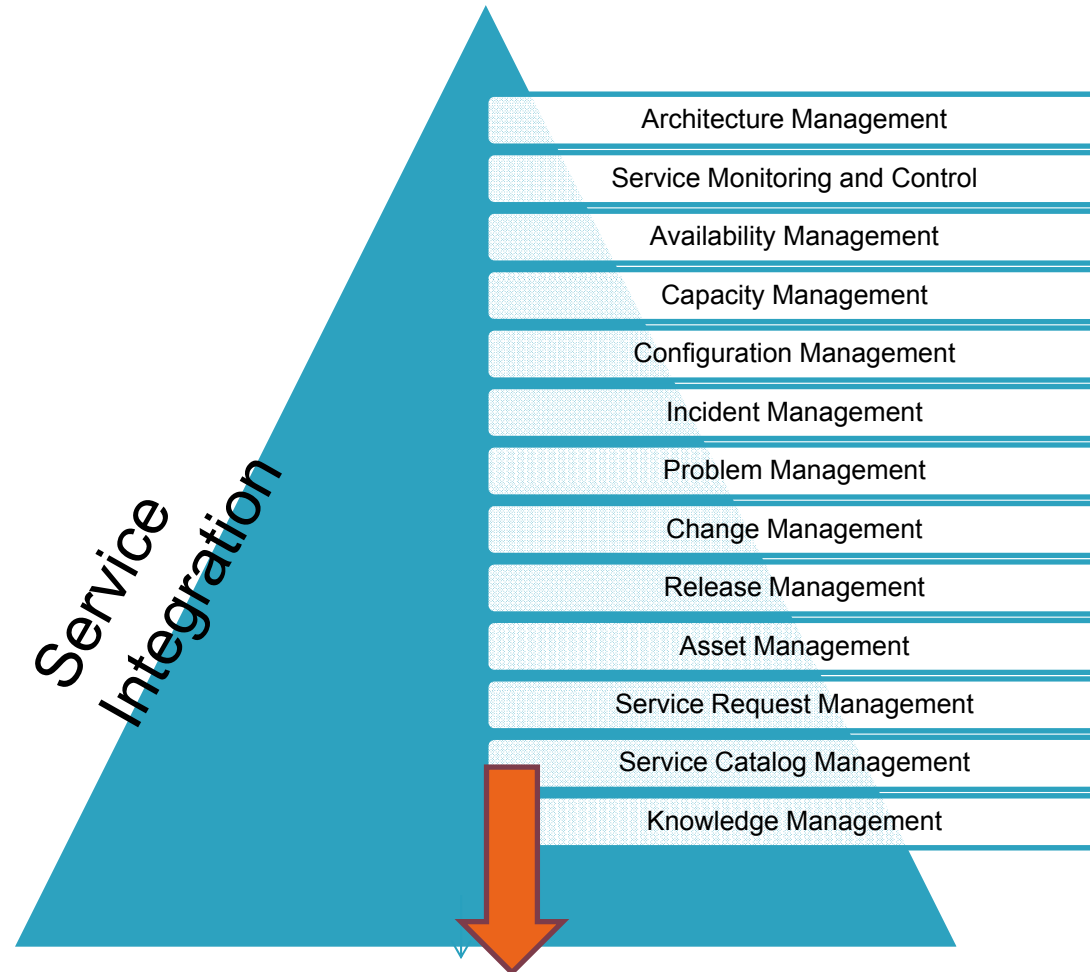 Service
Integration
Architecture Management
Service Monitoring and Control
Availability Management
Capacity Management
Configuration Management
Incident Management
Problem Management
Change Management
Release Management
Asset Management
Service Request Management
Service Catalog Management
Knowledge Management